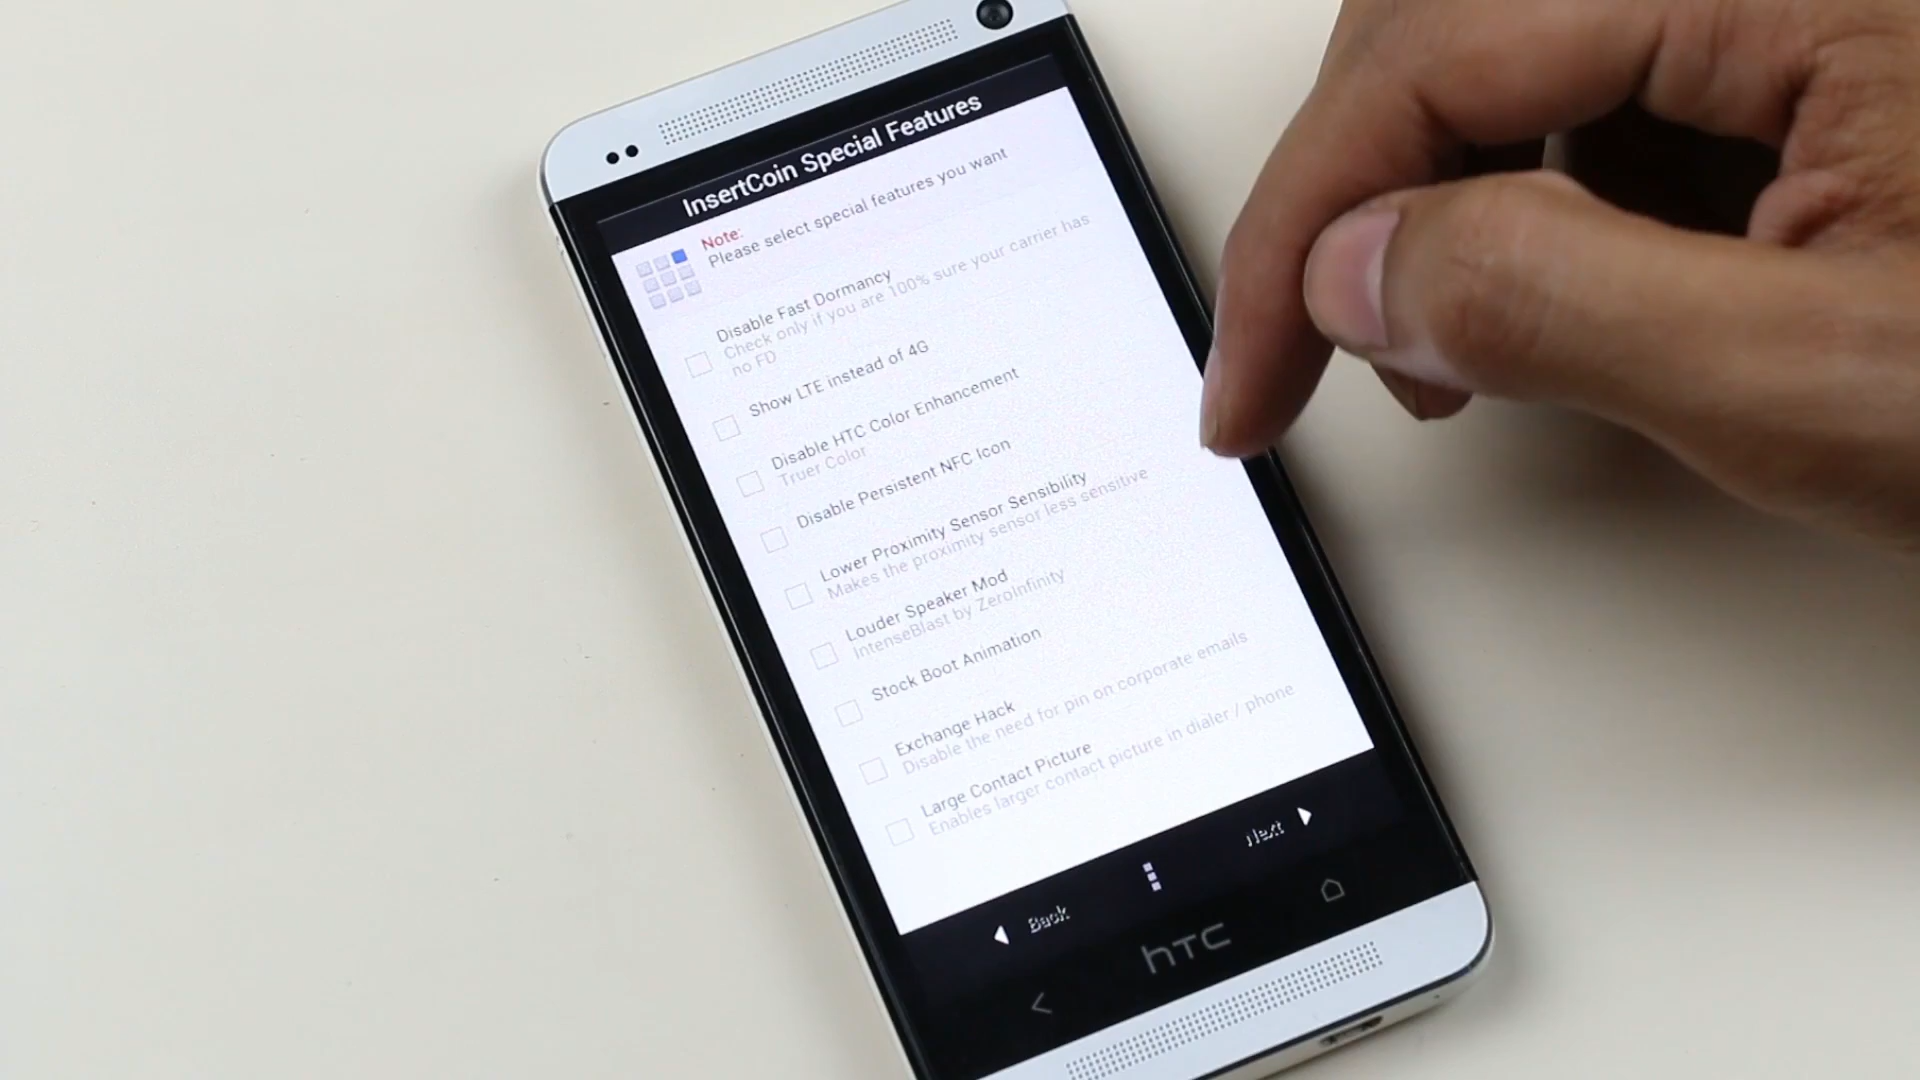 InsertCoin Special Features
Note:
Please select special features you want
Disable Fast Dormancy
Check only if you are 100% sure your carrier has
no FD
Show LTE instead of 4G
Disable HTC Color Enhancement
Truer Color
Disable Persistent NFC Icon
Lower Proximity Sensor Sensibility
Makes the proximity sensor less sensitive
Louder Speaker Mod
IntenseBlast by ZeroInfinity
Stock Boot Animation
Exchange Hack
Disable the need for pin on corporate emails
Large Contact Picture
Enables larger contact picture in dialer / phone
Back
Next
hTC